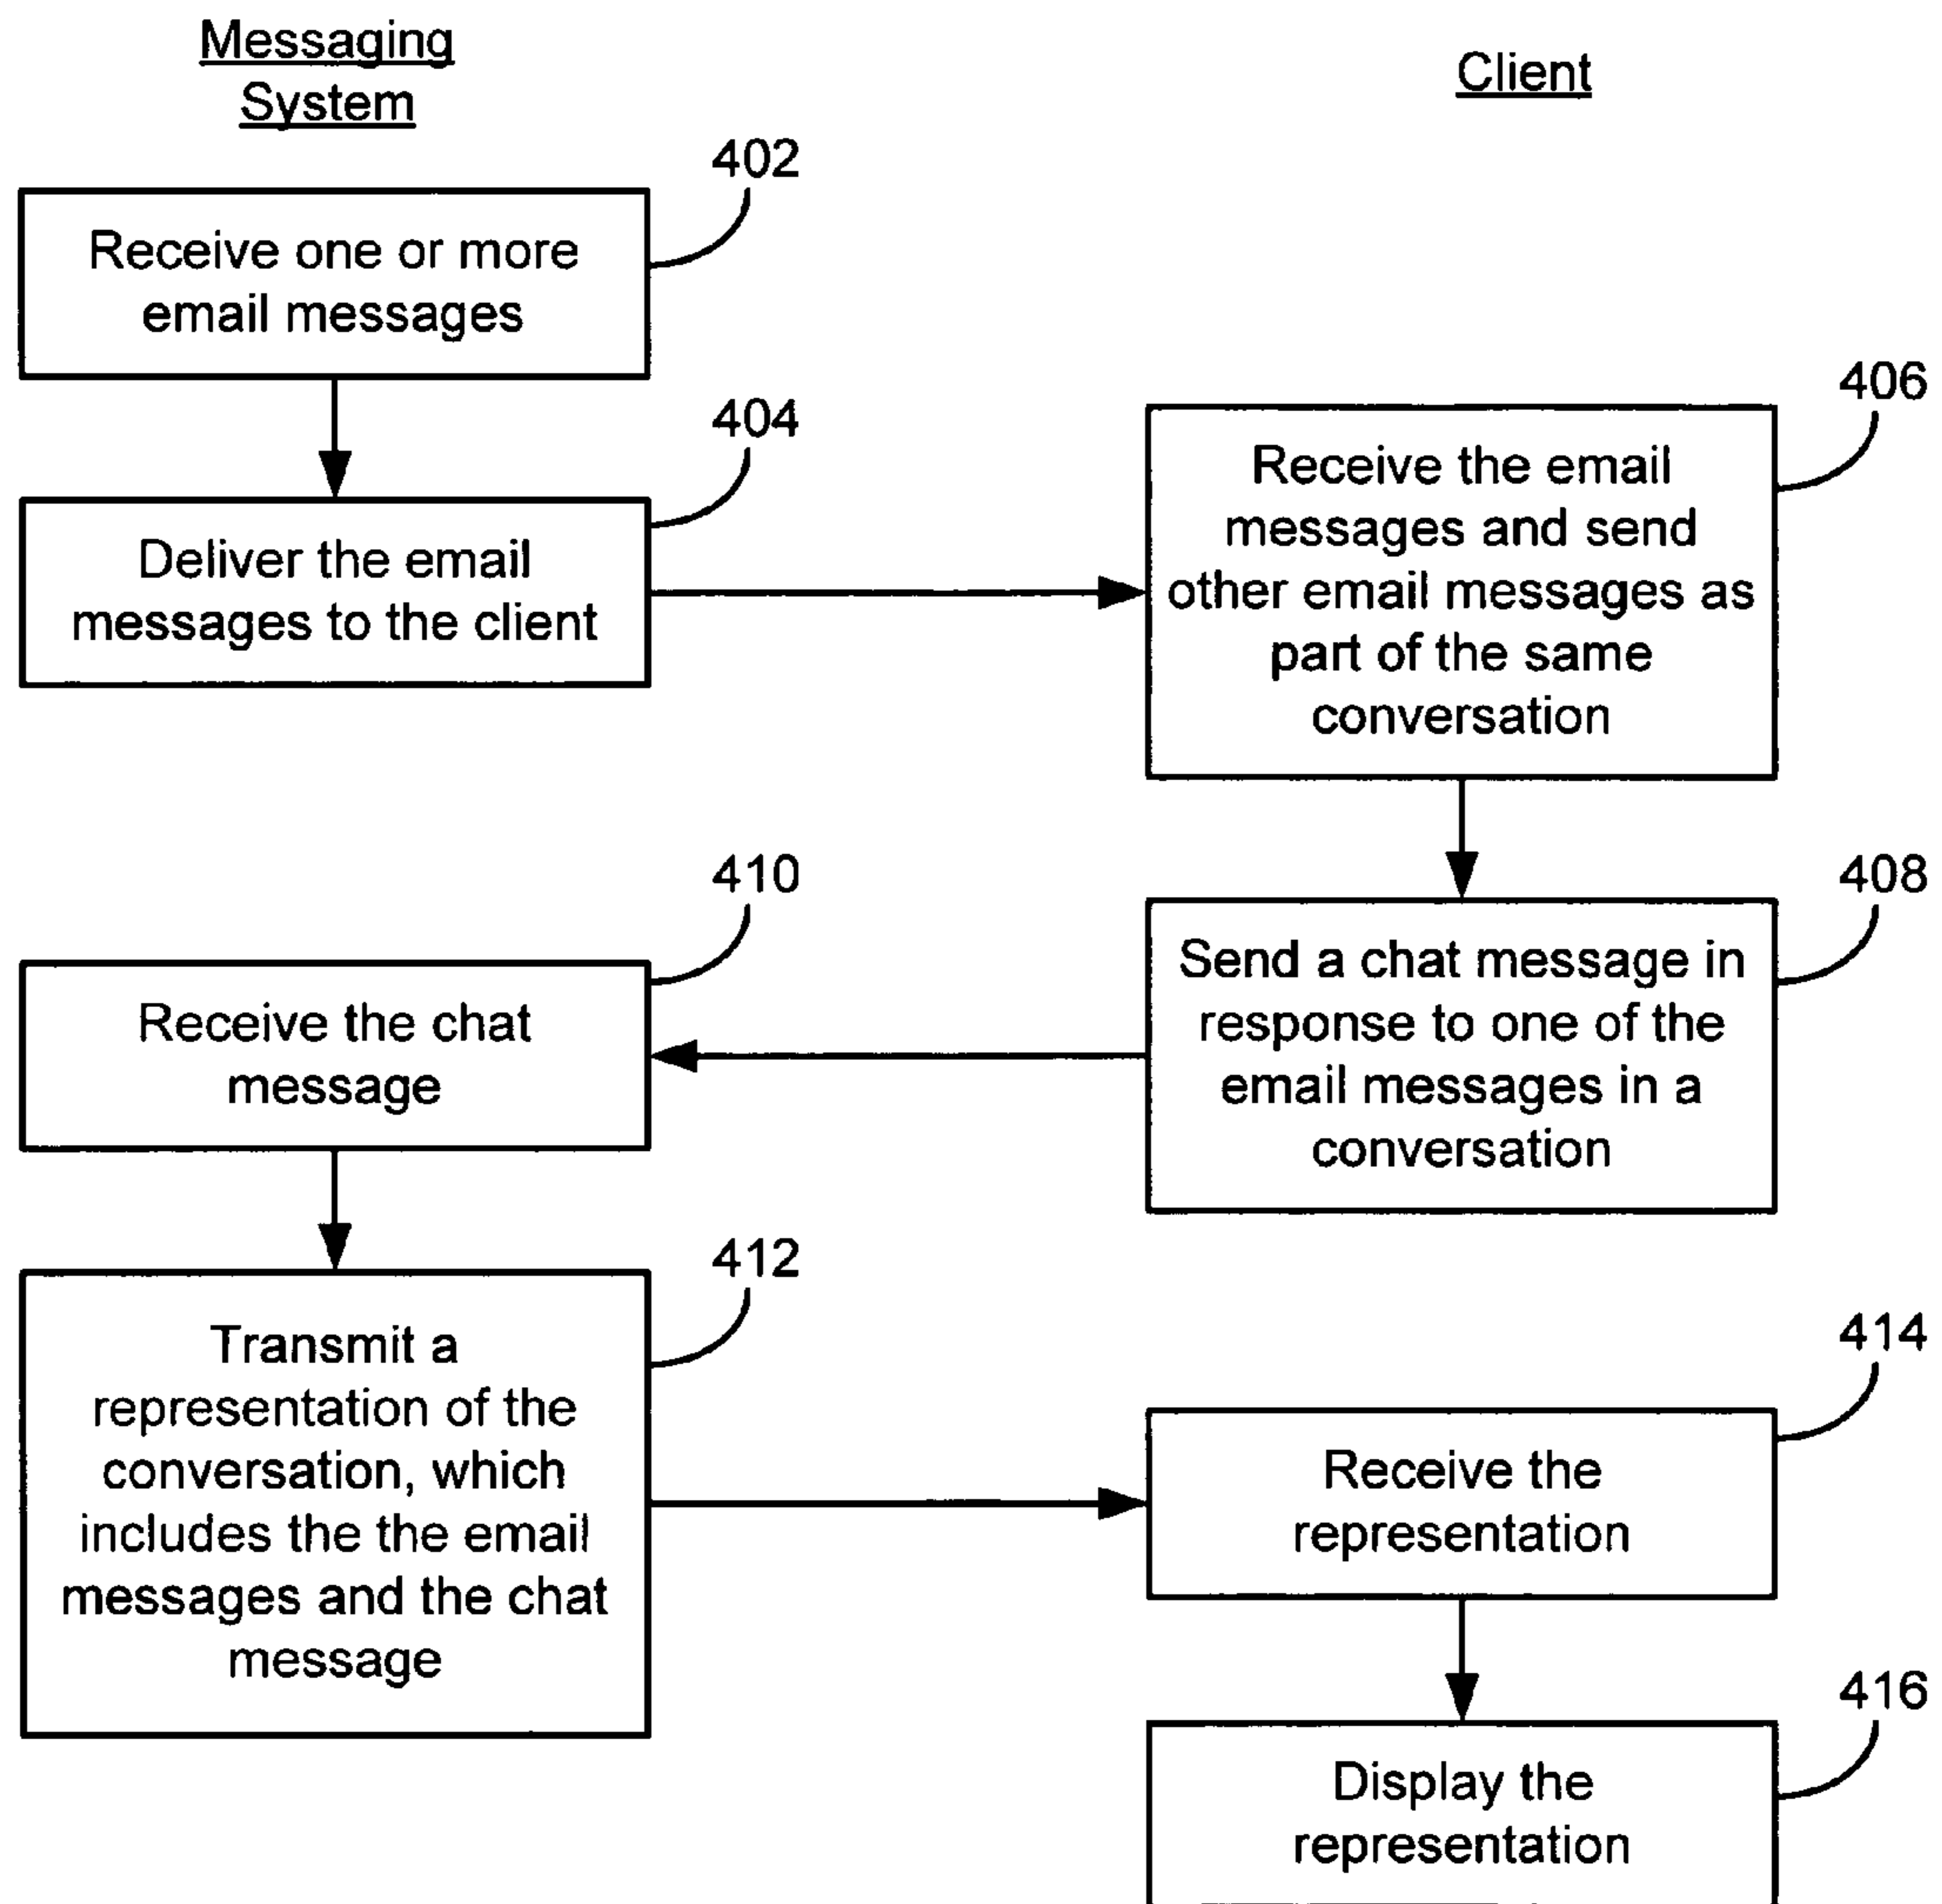 Messaging
System
Client
402
Receive one or more
email messages
404
Deliver the email
messages to the client
406
Receive the email
messages and send
other email messages as
part of the same
conversation
408
Send a chat message in
response to one of the
email messages in a
conversation
410
Receive the chat
message
412
Transmit a
representation of the
conversation, which
includes the the email
messages and the chat
message
414
Receive the
representation
416
Display the
representation